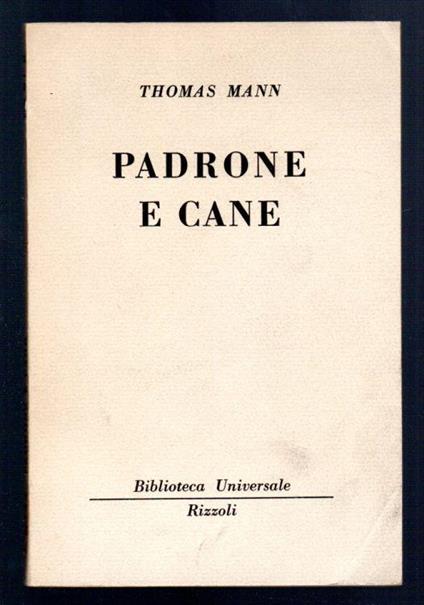 THOMAS MANN
PADRONE
E CANE
Biblioteca Universale
Rizzoli